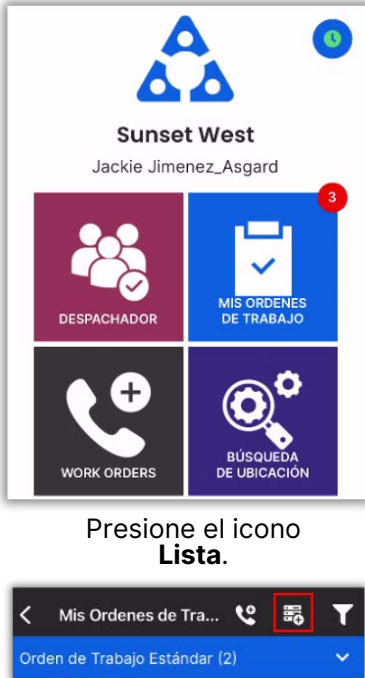 Sunset West
Jackie Jimenez_Asgard
3
DESPACHADOR
MIS ORDENES
DE TRABAJO
WORK ORDERS
BÚSQUEDA
DE UBICACIÓN
Presione el icono
Lista.
Mis Ordenes de Tra...
Orden de Trabajo Estándar (2)